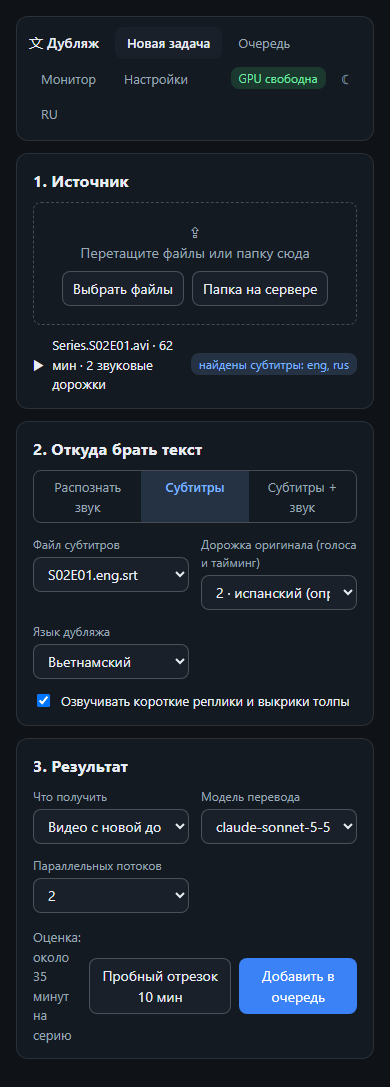 文 Дубляж
Новая задача
Очередь
Монитор
Настройки
GPU свободна
☾
RU
1. Источник
⇪
Перетащите файлы или папку сюда
Выбрать файлы
Папка на сервере
▶ Series.S02E01.avi · 62
мин · 2 звуковые
дорожки
найдены субтитры: eng, rus
2. Откуда брать текст
Распознать
звук
Субтитры
Субтитры +
звук
Файл субтитров
S02E01.eng.srt
Дорожка оригинала (голоса
и тайминг)
2 · испанский (опр
Язык дубляжа
Вьетнамский
Озвучивать короткие реплики и выкрики толпы
3. Результат
Что получить
Видео с новой до
Модель перевода
claude-sonnet-5-5
Параллельных потоков
2
Оценка:
около
35
минут
на
серию
Пробный отрезок
10 мин
Добавить в
очередь